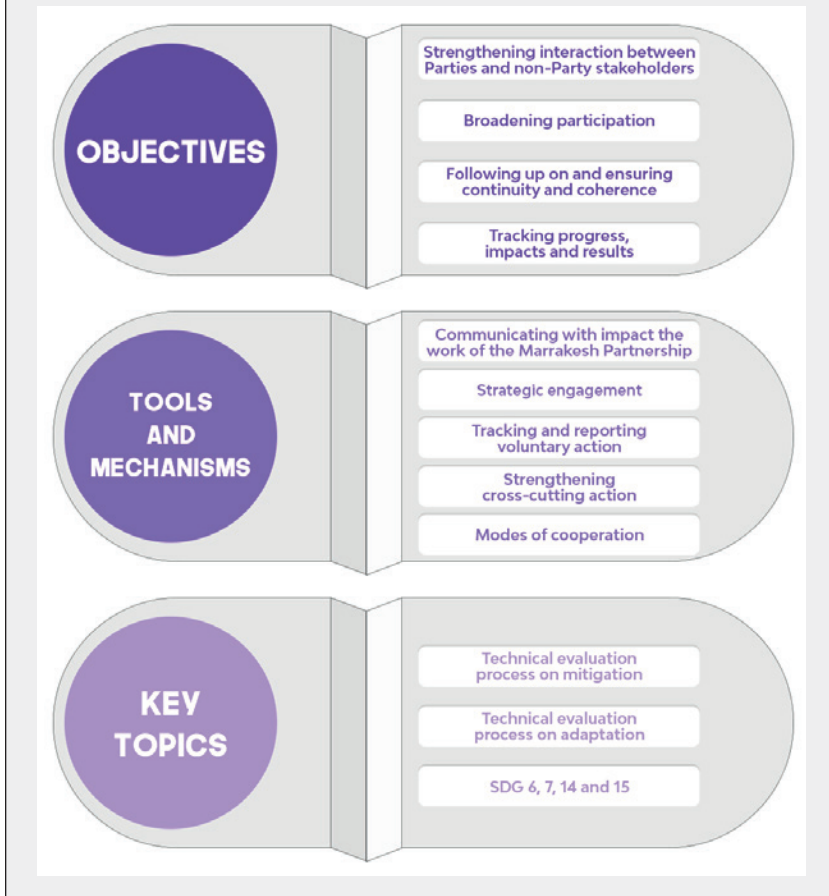 OBJECTIVES
Strengthening interaction between
Parties and non-Party stakeholders
Broadening participation
Following up on and ensuring
continuity and coherence
Tracking progress,
impacts and results
TOOLS
AND
MECHANISMS
Communicating with impact the
work of the Marrakesh Partnership
Strategic engagement
Tracking and reporting
voluntary action
Strengthening
cross-cutting action
Modes of cooperation
KEY
TOPICS
Technical evaluation
process on mitigation
Technical evaluation
process on adaptation
SDG 6, 7, 14 and 15